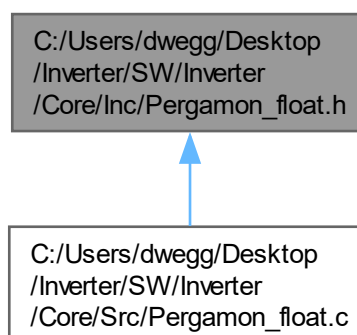 C:/Users/dwegg/Desktop
/Inverter/SW/Inverter
/Core/Inc/Pergamon_float.h
C:/Users/dwegg/Desktop
/Inverter/SW/Inverter
/Core/Src/Pergamon_float.c